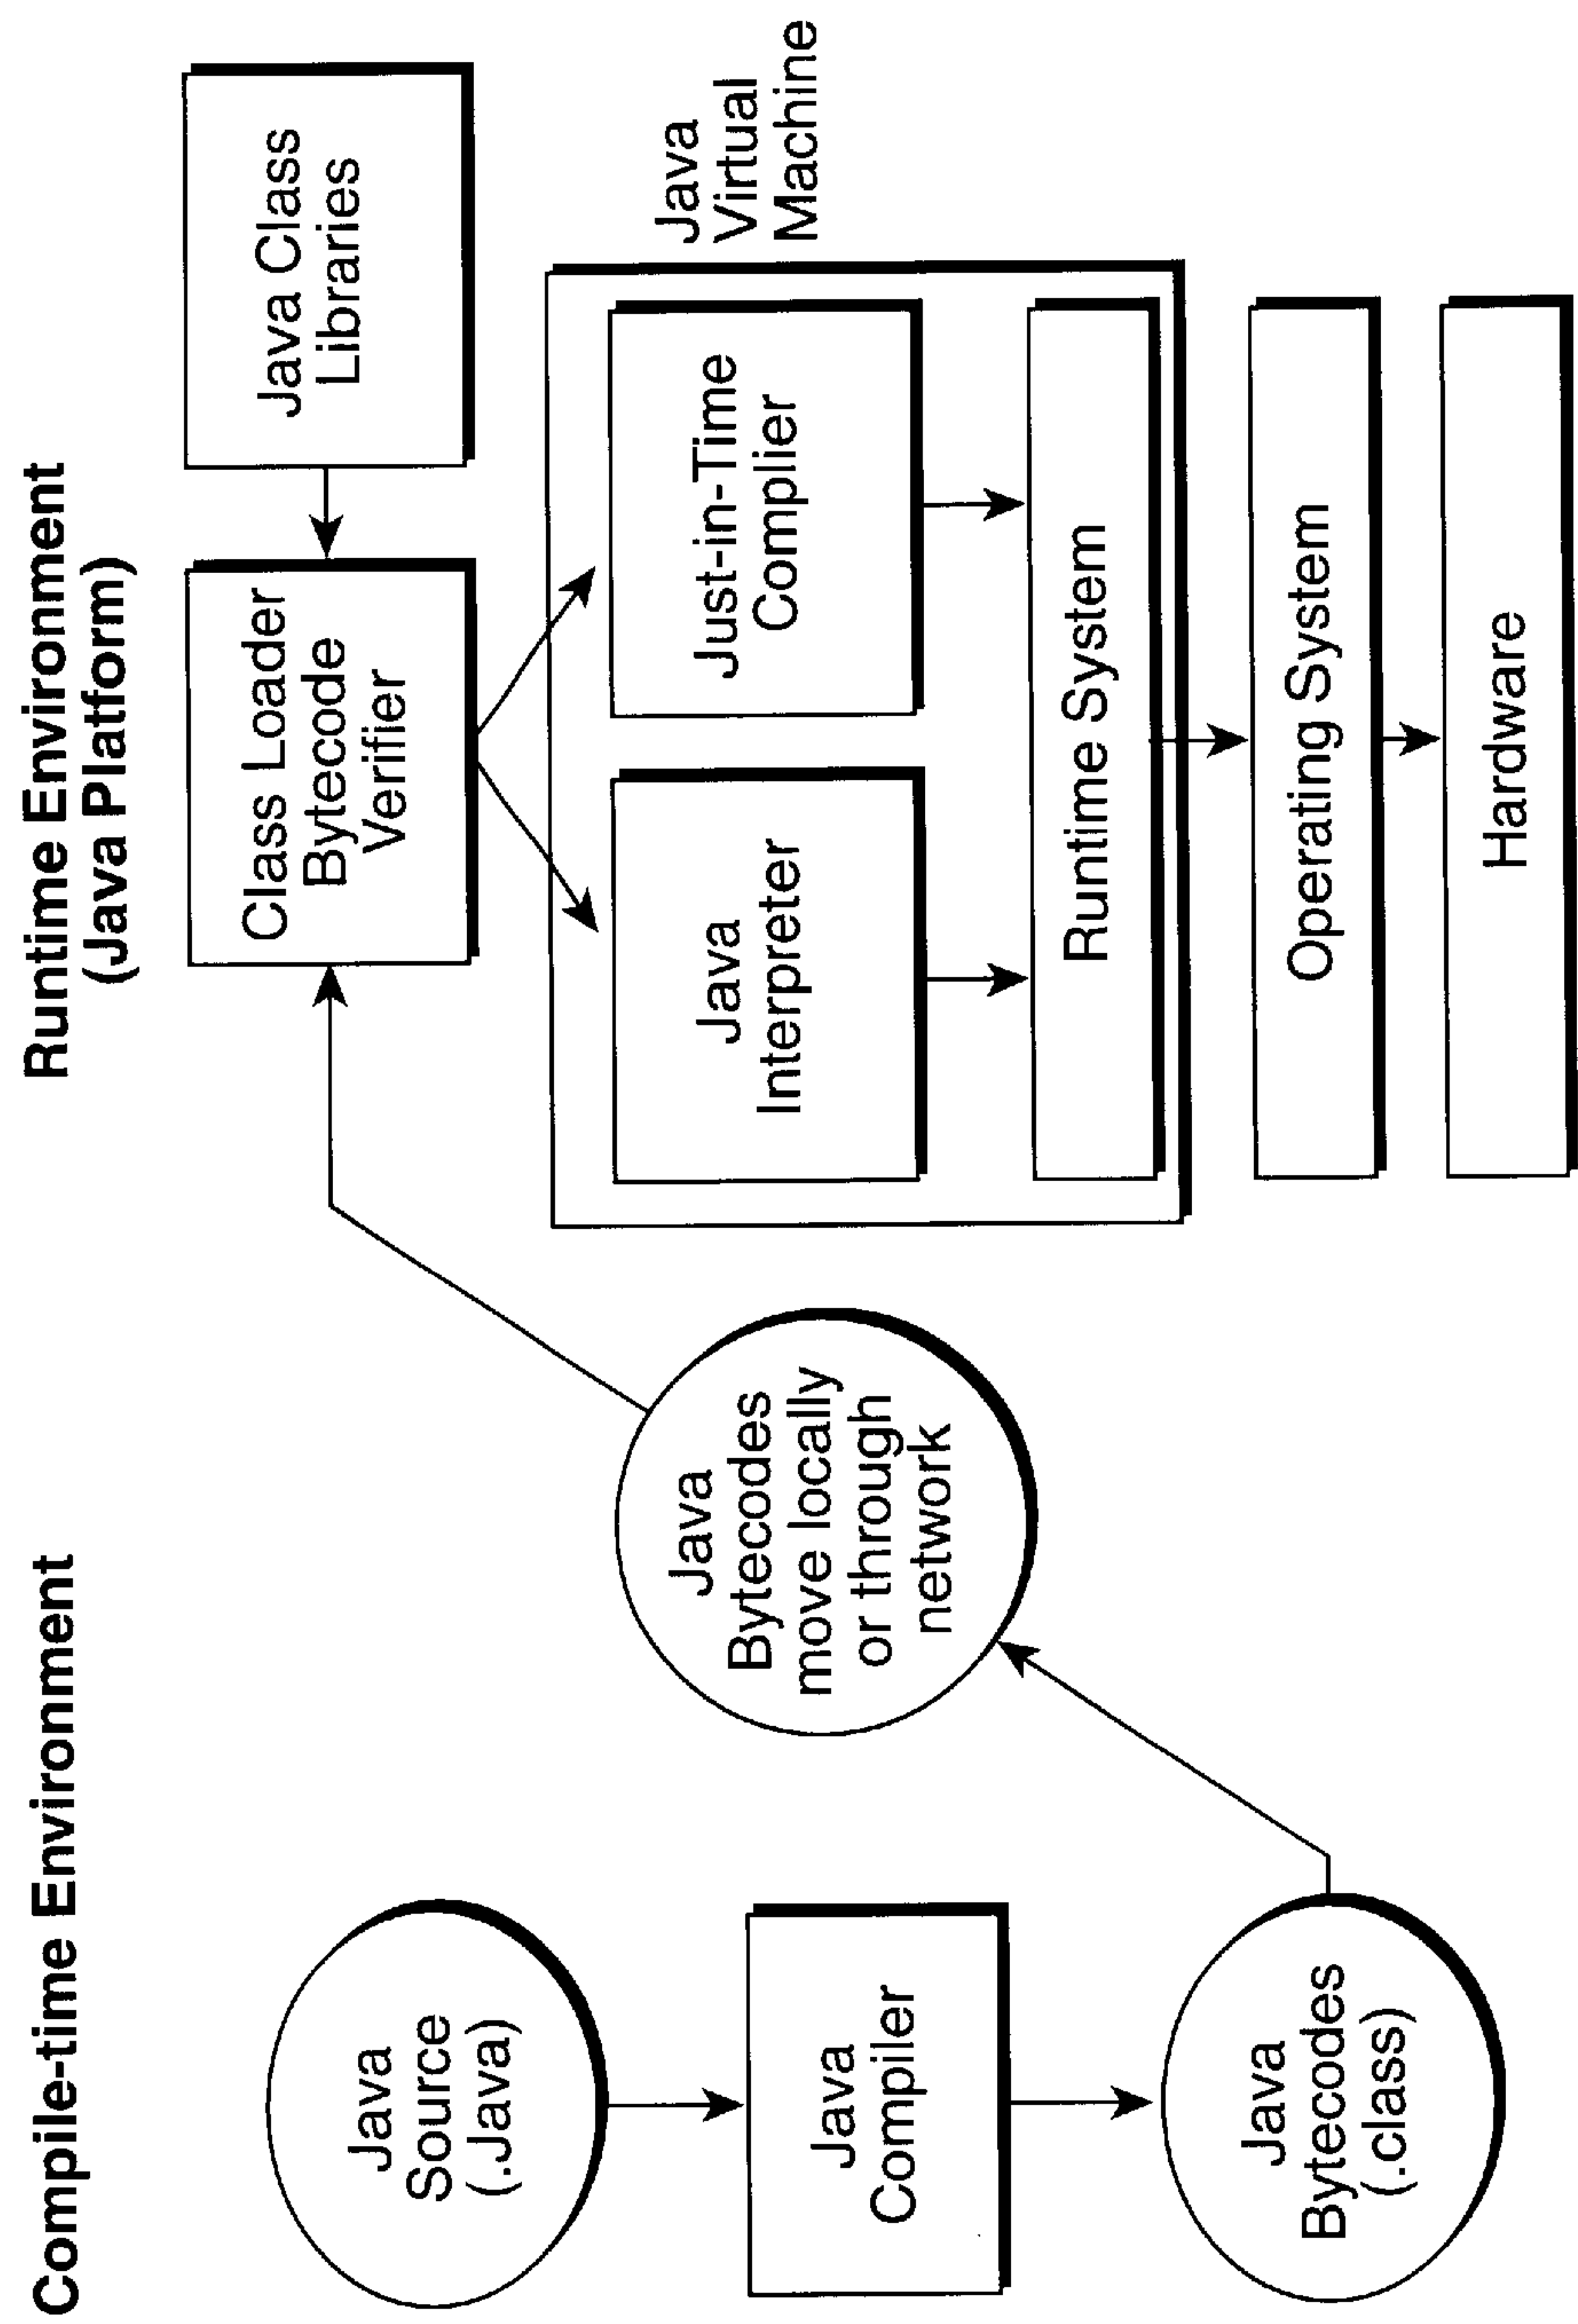 Compile-time Environment
Java
Source
(.Java)
Java
Compiler
Java
Bytecodes
(.class)
Java
Bytecodes
move locally
or through
network
Runtime Environment
(Java Platform)
Class Loader
Bytecode
Verifier
Java Class
Libraries
Java
Interpreter
Just-in-Time
Complier
Java
Virtual
Machine
Runtime System
Operating System
Hardware